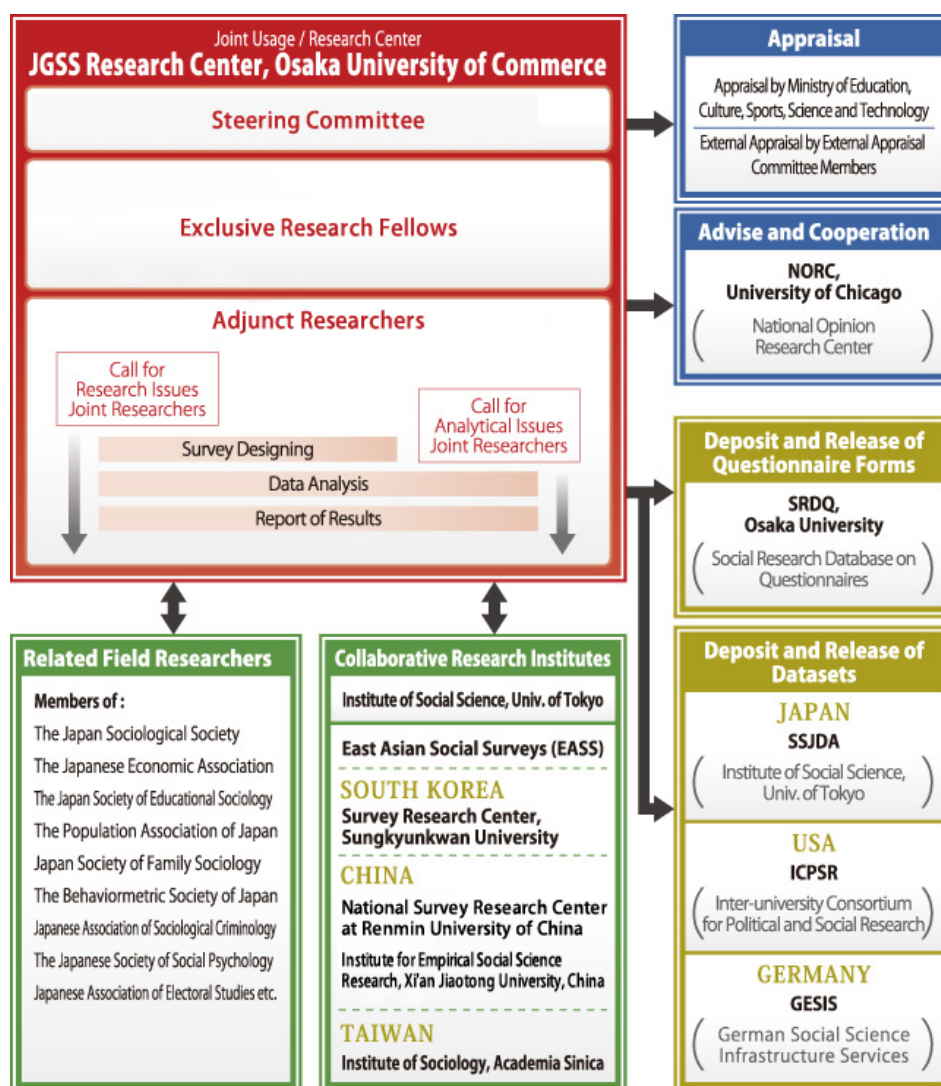 Joint Usage / Research Center
JGSS Research Center, Osaka University of Commerce
Steering Committee
Exclusive Research Fellows
Adjunct Researchers
Call for
Research Issues
Joint Researchers
Call for
Analytical Issues
Joint Researchers
Survey Designing
Data Analysis
Report of Results
Appraisal
Appraisal by Ministry of Education,
Culture, Sports, Science and Technology
External Appraisal by External Appraisal
Committee Members
Advise and Cooperation
NORC,
University of Chicago
( National Opinion
Research Center )
Deposit and Release of
Questionnaire Forms
SRDQ,
Osaka University
( Social Research Database on
Questionnaires )
Deposit and Release of
Datasets
JAPAN
SSJDA
( Institute of Social Science,
Univ. of Tokyo )
USA
ICPSR
( Inter-university Consortium
for Political and Social Research )
GERMANY
GESIS
( German Social Science
Infrastructure Services )
Related Field Researchers
Members of :
The Japan Sociological Society
The Japanese Economic Association
The Japan Society of Educational Sociology
The Population Association of Japan
Japan Society of Family Sociology
The Behaviormetric Society of Japan
Japanese Association of Sociological Criminology
The Japanese Society of Social Psychology
Japanese Association of Electoral Studies etc.
Collaborative Research Institutes
Institute of Social Science, Univ. of Tokyo
East Asian Social Surveys (EASS)
SOUTH KOREA
Survey Research Center,
Sungkyunkwan University
CHINA
National Survey Research Center
at Renmin University of China
Institute for Empirical Social Science
Research, Xi'an Jiaotong University, China
TAIWAN
Institute of Sociology, Academia Sinica